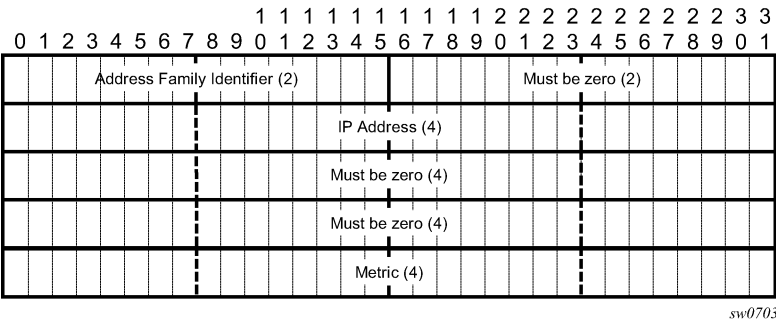 1 1 1 1 1 1 1 1 1 1 2 2 2 2 2 2 2 2 2 2 3 3
0 1 2 3 4 5 6 7 8 9 0 1 2 3 4 5 6 7 8 9 0 1 2 3 4 5 6 7 8 9 0 1
Address Family Identifier (2) Must be zero (2)
IP Address (4)
Must be zero (4)
Must be zero (4)
Metric (4)
sw0703